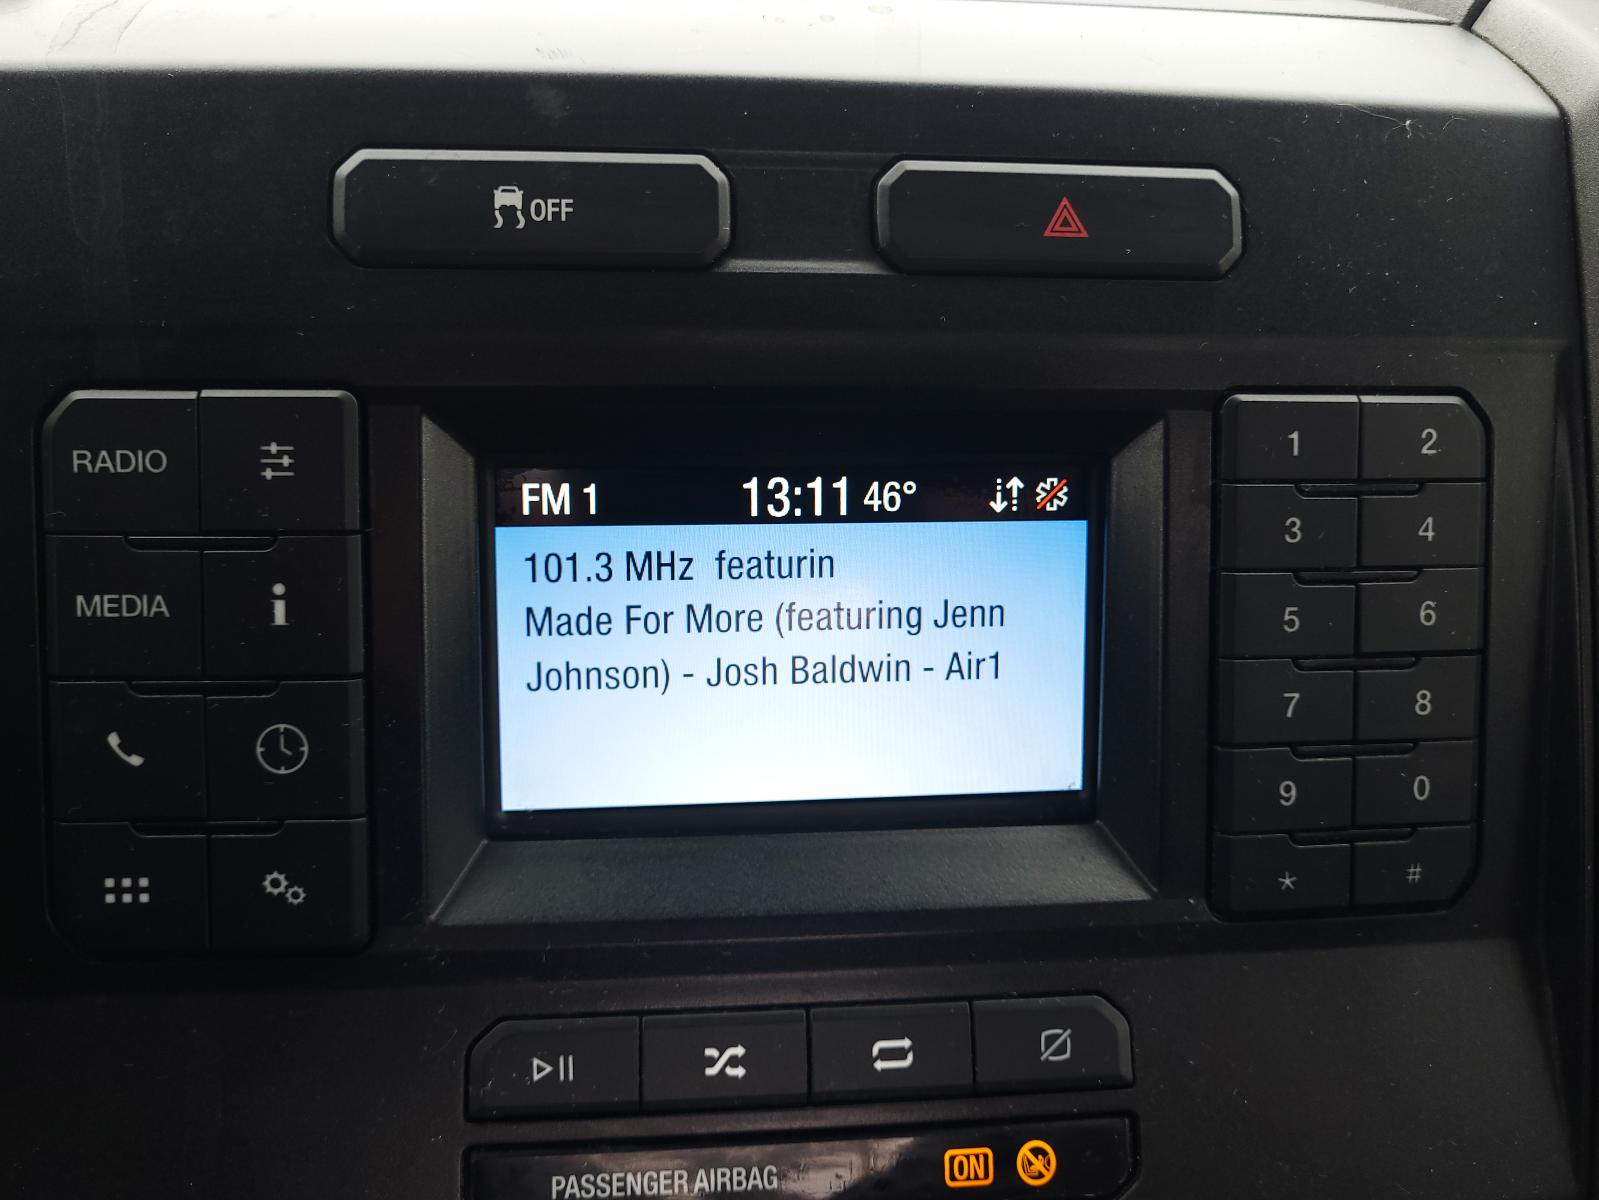 OFF
RADIO
MEDIA
FM 1 13:11 46°
101.3 MHz featurin
Made For More (featuring Jenn
Johnson) - Josh Baldwin - Air1
1 2
3 4
5 6
7 8
9 0
* #
PASSENGER AIRBAG ON